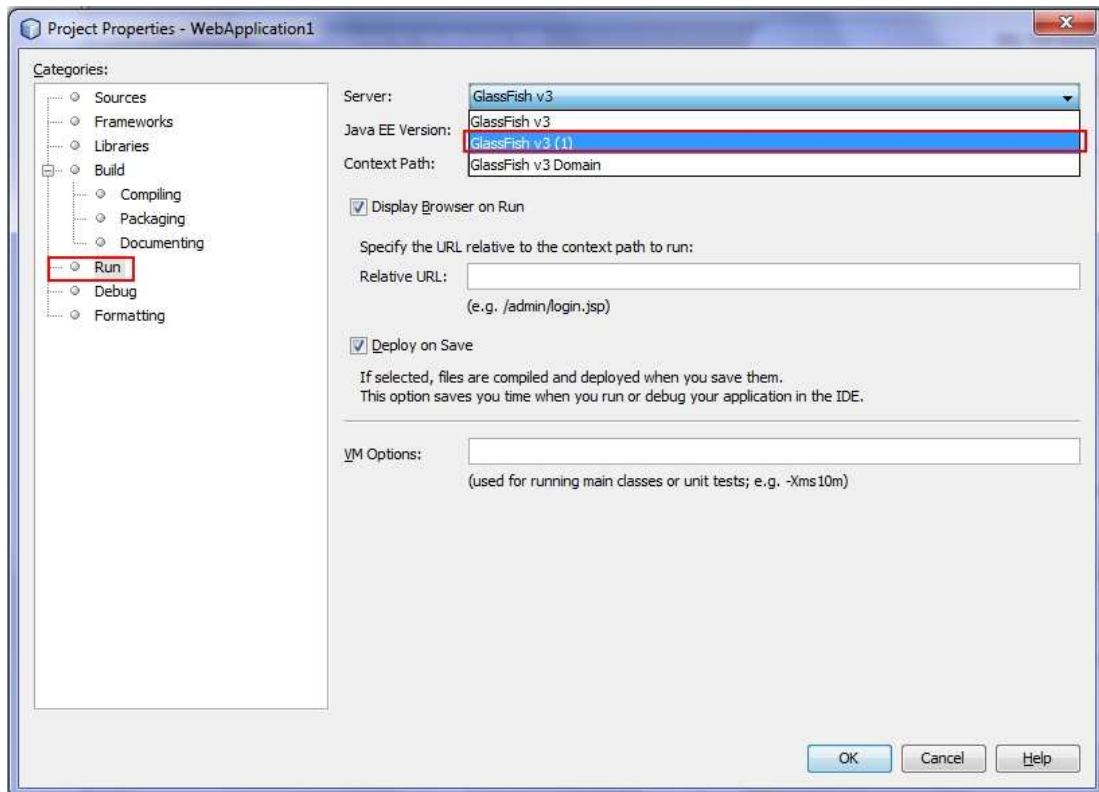 Project Properties - WebApplication1
Categories:
Sources
Frameworks
Libraries
Build
Compiling
Packaging
Documenting
Run
Debug
Formatting
Server:
GlassFish v3
GlassFish v3
GlassFish v3 (1)
GlassFish v3 Domain
Java EE Version:
Context Path:
Display Browser on Run
Specify the URL relative to the context path to run:
Relative URL:
(e.g. /admin/login.jsp)
Deploy on Save
If selected, files are compiled and deployed when you save them.
This option saves you time when you run or debug your application in the IDE.
VM Options:
(used for running main classes or unit tests; e.g. -Xms10m)
OK
Cancel
Help